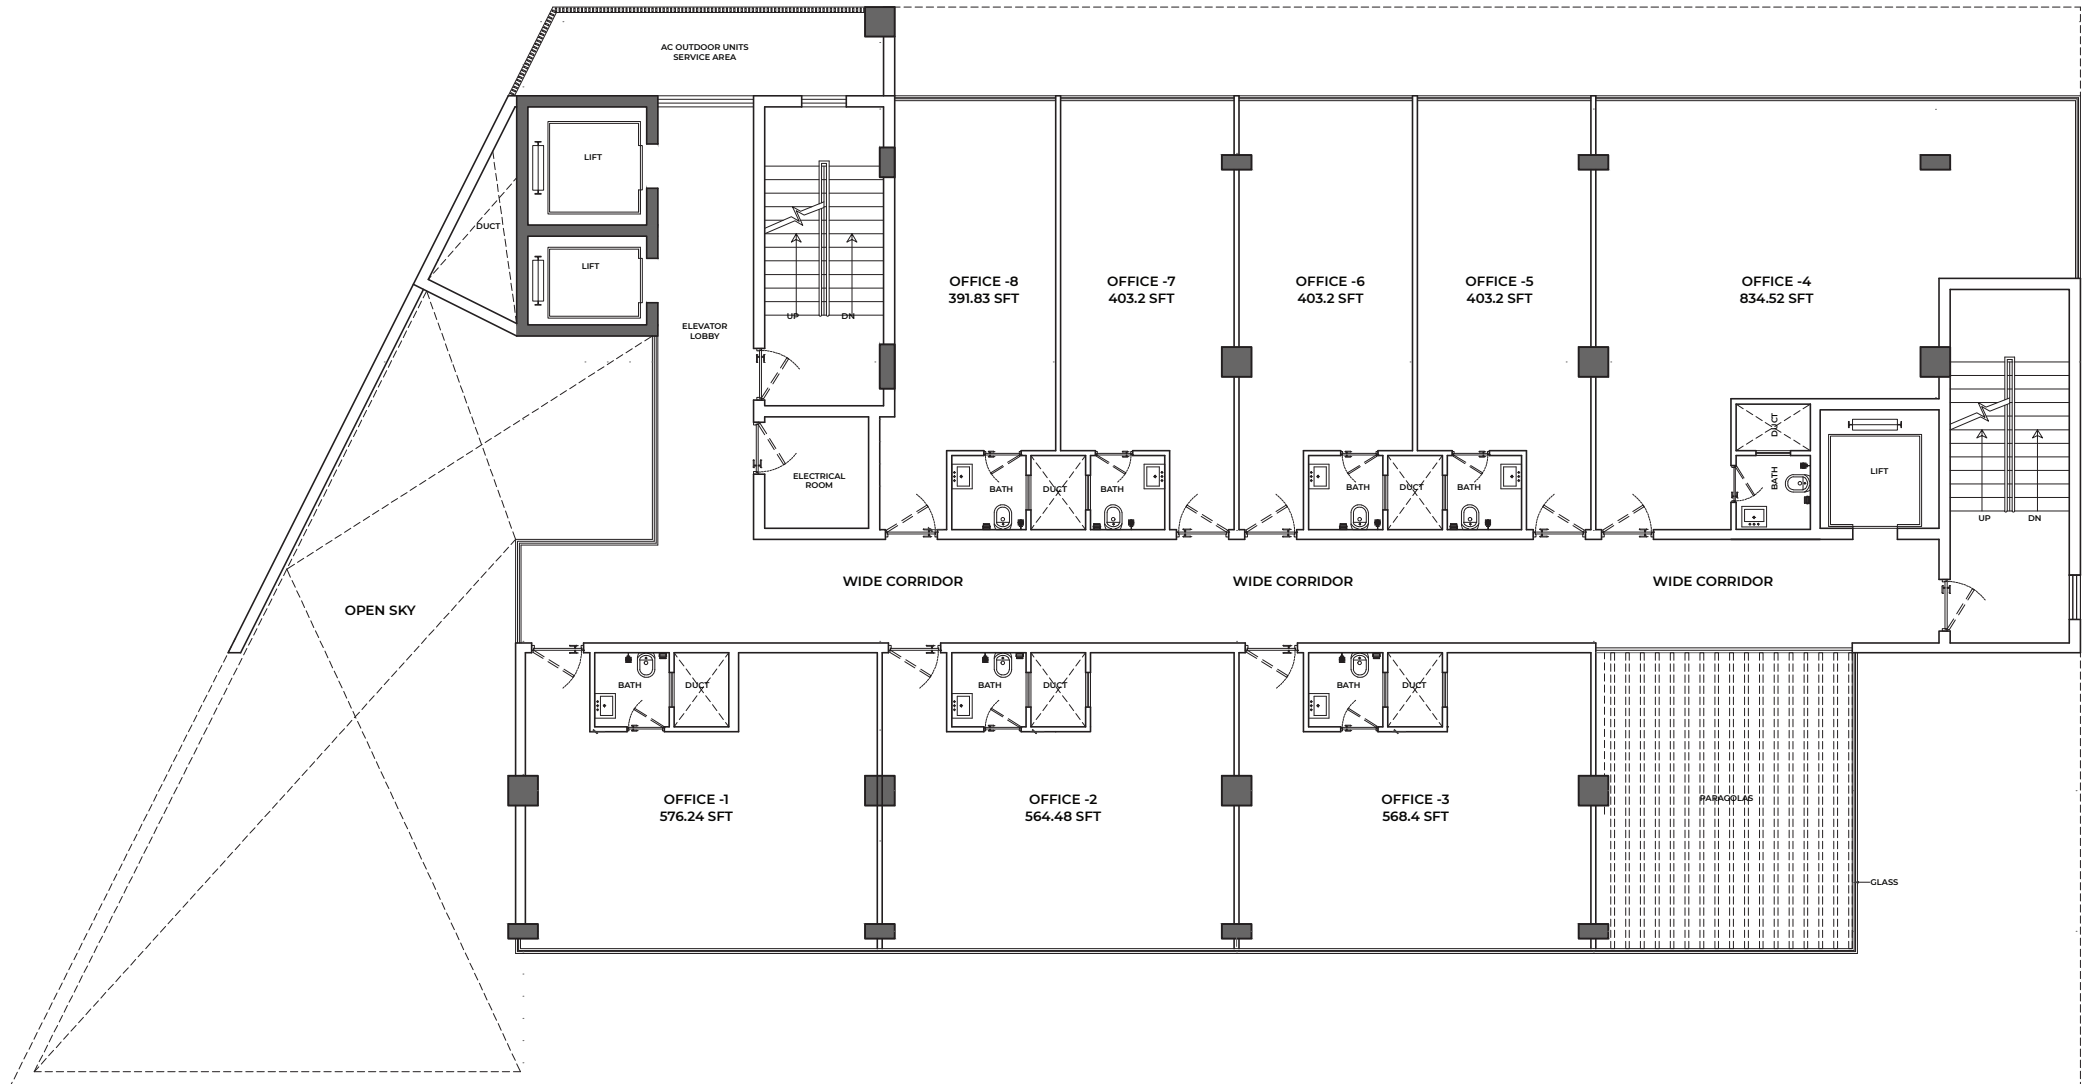 AC OUTDOOR UNITS
SERVICE AREA
LIFT
DUCT
LIFT
ELEVATOR
LOBBY
UP
DN
OFFICE -8
391.83 SFT
OFFICE -7
403.2 SFT
OFFICE -6
403.2 SFT
OFFICE -5
403.2 SFT
OFFICE -4
834.52 SFT
ELECTRICAL
ROOM
BATH
DUCT
BATH
BATH
DUCT
BATH
DUCT
BATH
LIFT
UP
DN
WIDE CORRIDOR
WIDE CORRIDOR
WIDE CORRIDOR
OPEN SKY
BATH
DUCT
BATH
DUCT
BATH
DUCT
OFFICE -1
576.24 SFT
OFFICE -2
564.48 SFT
OFFICE -3
568.4 SFT
PARAGOLAS
GLASS